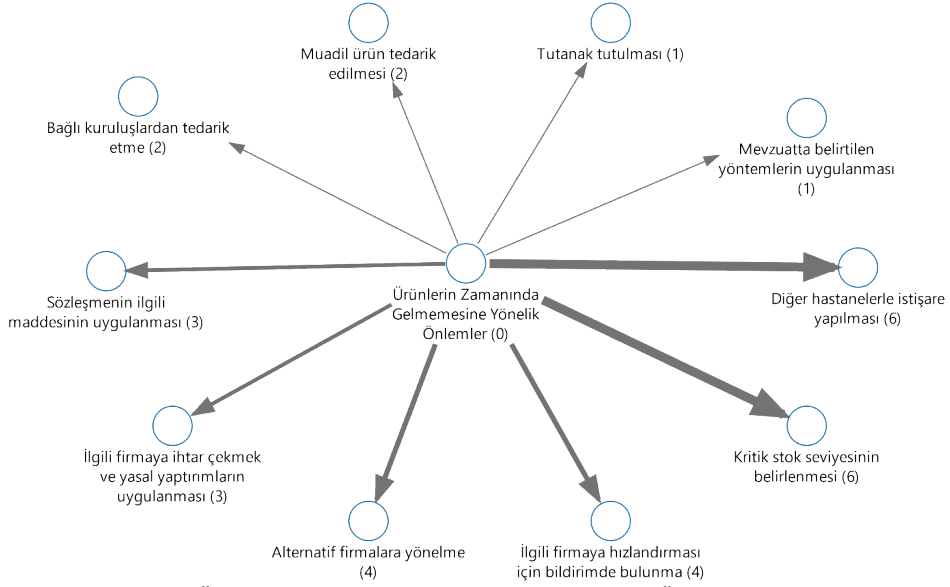 Muadil ürün tedarik
edilmesi (2)
Tutanak tutulması (1)
Bağlı kuruluşlardan tedarik
etme (2)
Mevzuatta belirtilen
yöntemlerin uygulanması
(1)
Sözleşmenin ilgili
maddesinin uygulanması (3)
Ürünlerin Zamanında
Gelmemesine Yönelik
Önlemler (0)
Diğer hastanelerle istişare
yapılması (6)
İlgili firmaya ihtar çekmek
ve yasal yaptırımların
uygulanması (3)
Kritik stok seviyesinin
belirlenmesi (6)
Alternatif firmalara yönelme
(4)
İlgili firmaya hızlandırması
için bildirimde bulunma (4)